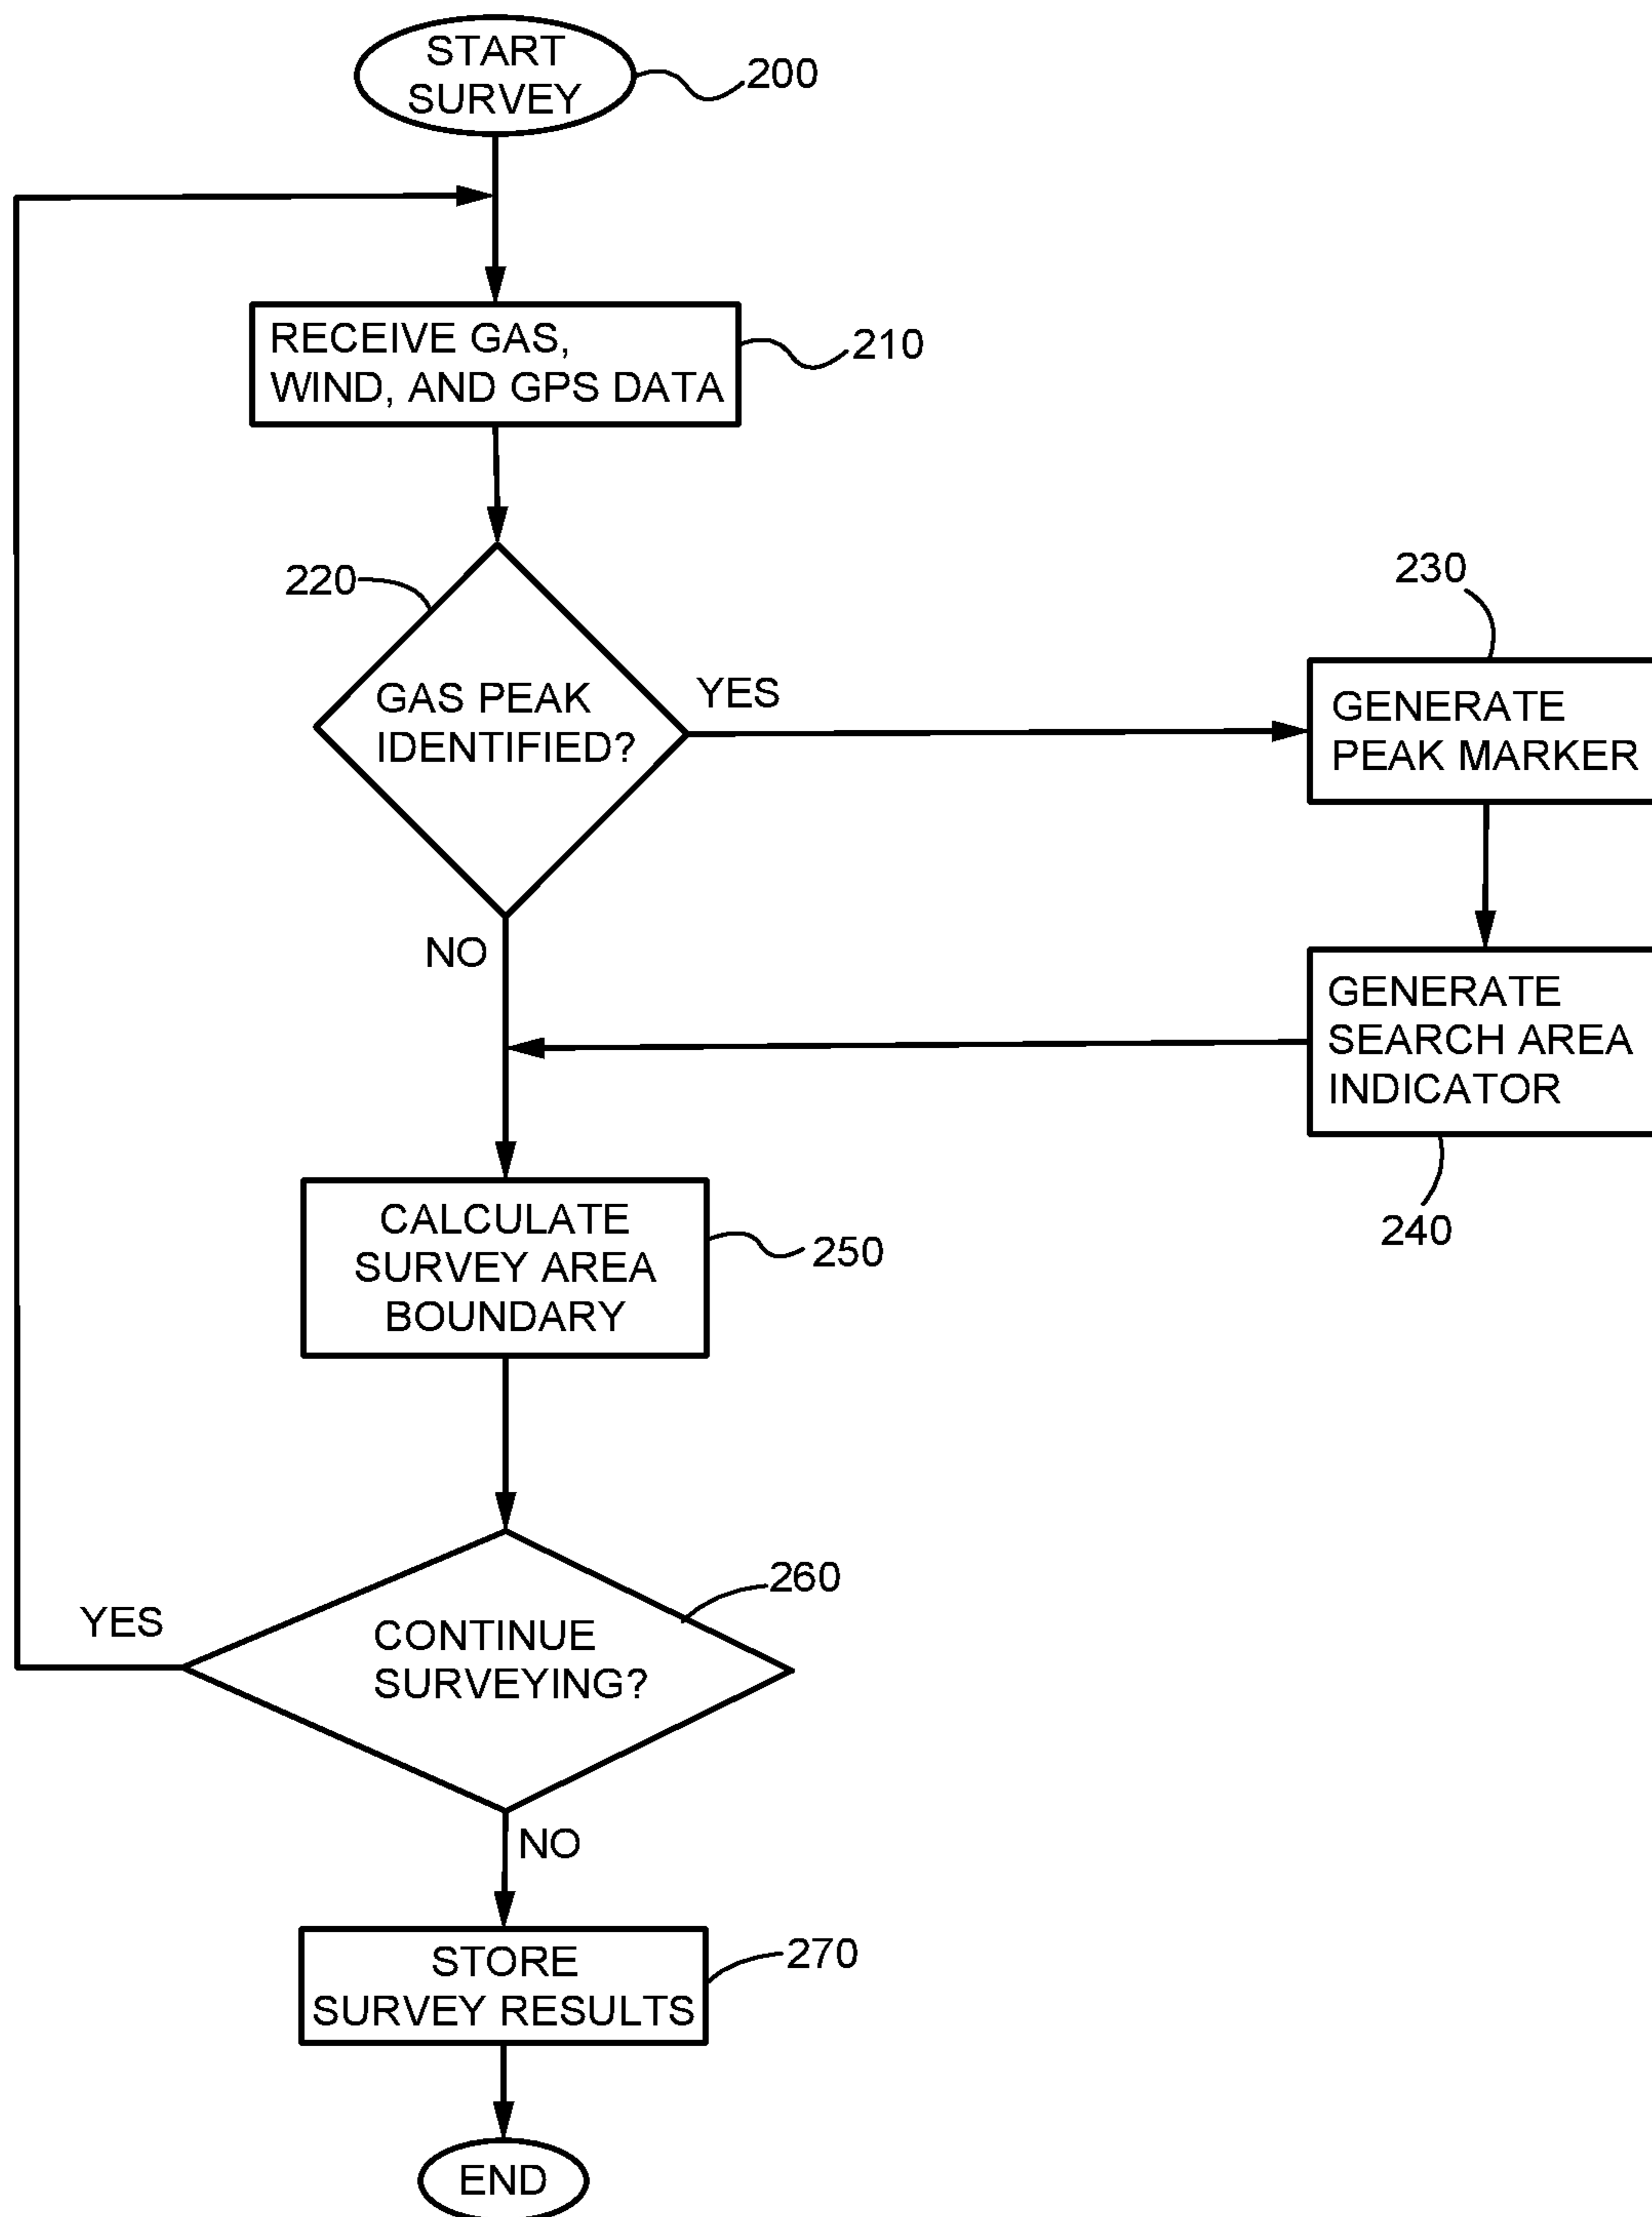 START
SURVEY
200
RECEIVE GAS,
WIND, AND GPS DATA
210
220
GAS PEAK
IDENTIFIED?
YES
230
GENERATE
PEAK MARKER
NO
GENERATE
SEARCH AREA
INDICATOR
240
CALCULATE
SURVEY AREA
BOUNDARY
250
260
YES
CONTINUE
SURVEYING?
NO
STORE
SURVEY RESULTS
270
END